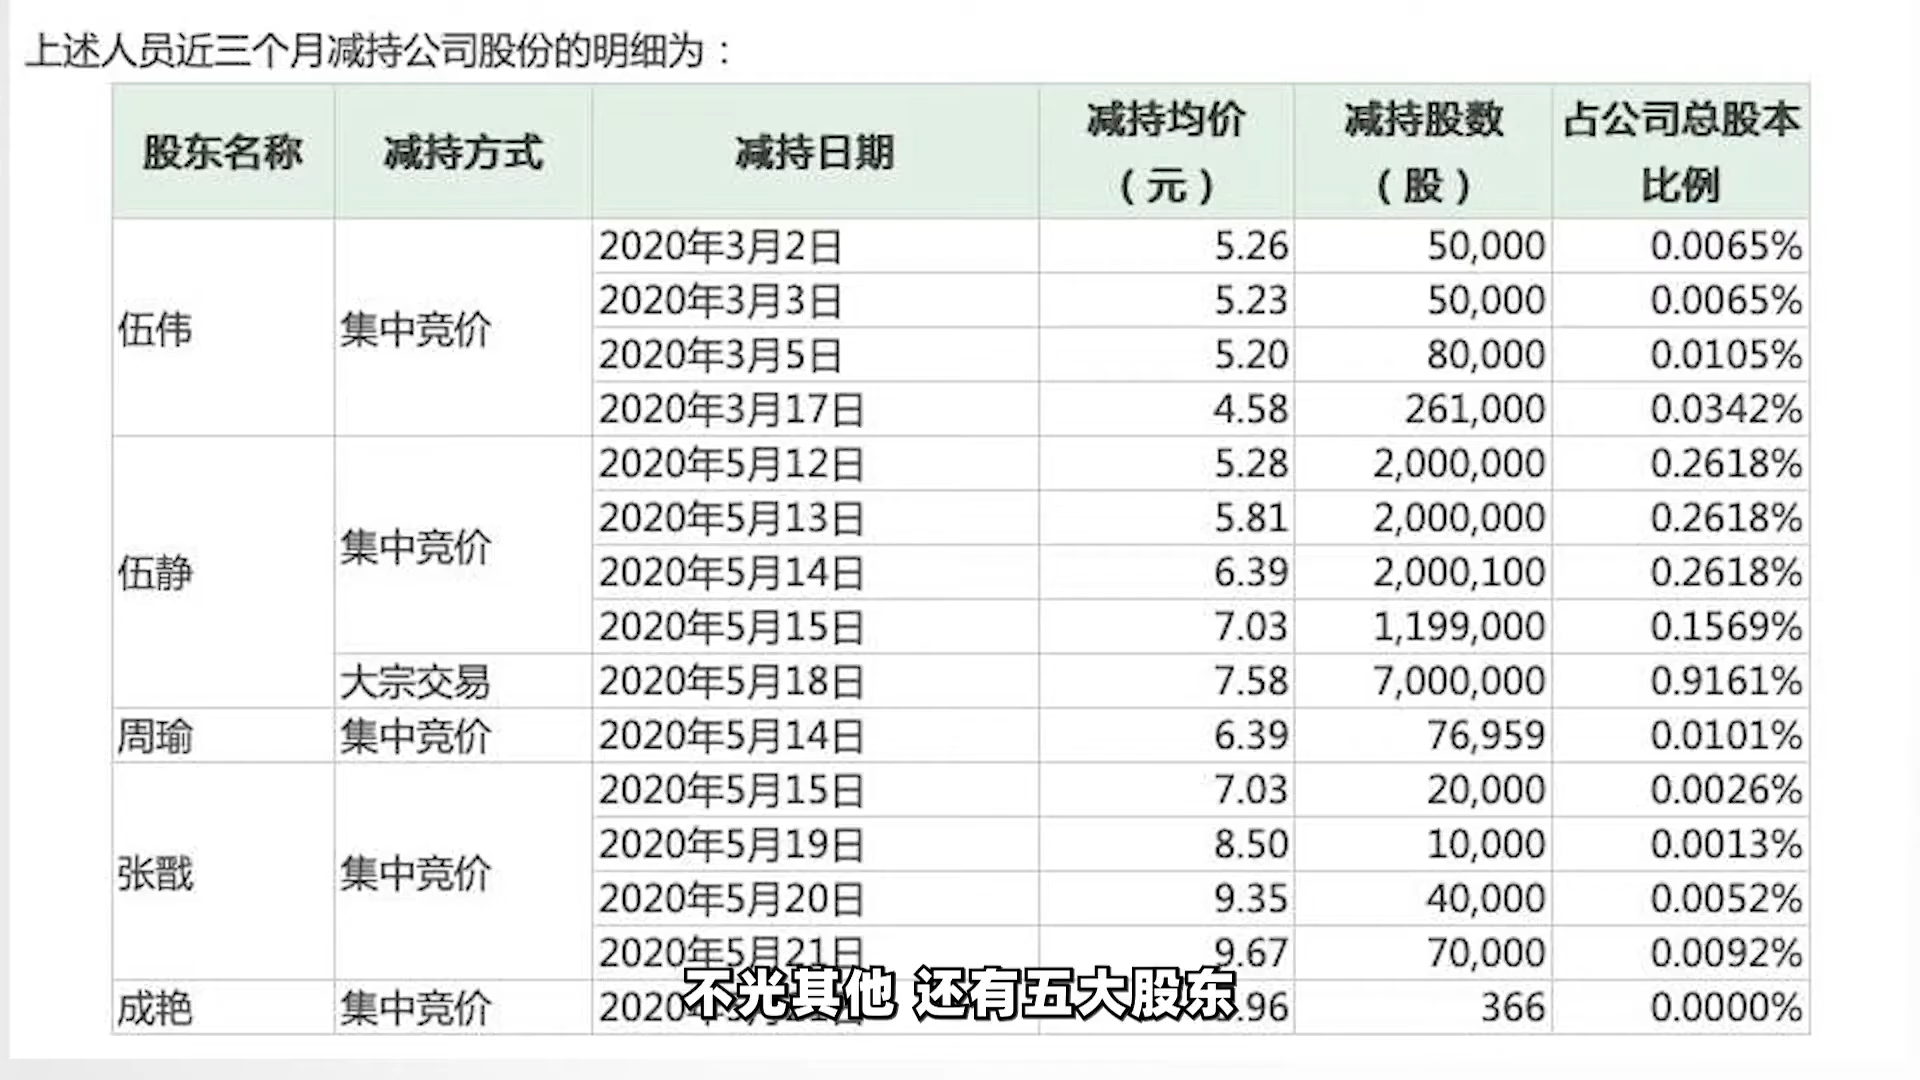 上述人员近三个月减持公司股份的明细为：
股东名称 减持方式 减持日期 减持均价（元） 减持股数（股） 占公司总股本比例
伍伟 集中竞价 2020年3月2日 5.26 50,000 0.0065%
2020年3月3日 5.23 50,000 0.0065%
2020年3月5日 5.20 80,000 0.0105%
2020年3月17日 4.58 261,000 0.0342%
伍静 集中竞价 2020年5月12日 5.28 2,000,000 0.2618%
2020年5月13日 5.81 2,000,000 0.2618%
2020年5月14日 6.39 2,000,100 0.2618%
2020年5月15日 7.03 1,199,000 0.1569%
大宗交易 2020年5月18日 7.58 7,000,000 0.9161%
周瑜 集中竞价 2020年5月14日 6.39 76,959 0.0101%
张戬 集中竞价 2020年5月15日 7.03 20,000 0.0026%
2020年5月19日 8.50 10,000 0.0013%
2020年5月20日 9.35 40,000 0.0052%
2020年5月21日 9.67 70,000 0.0092%
成艳 集中竞价 366 0.0000%
不光其他 还有五大股东